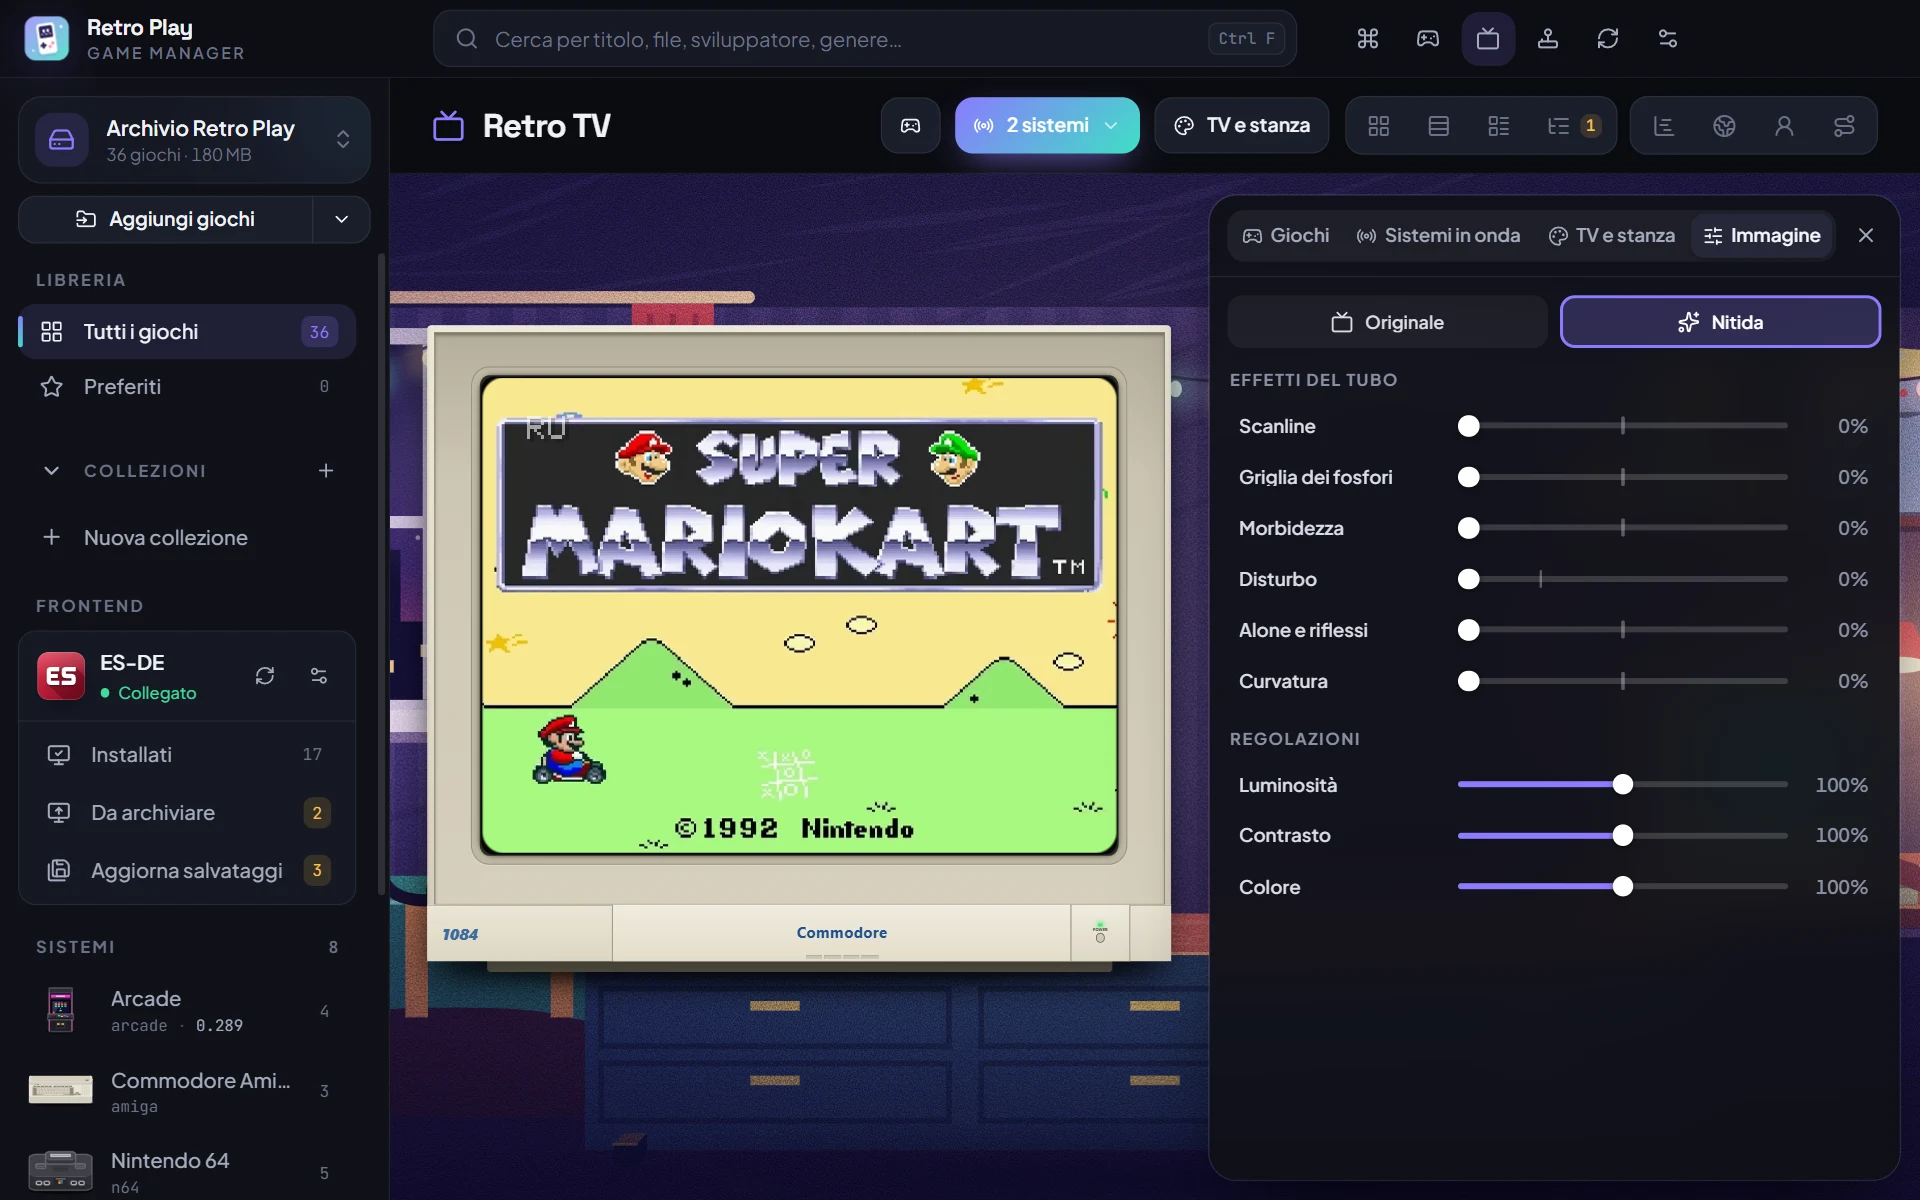 Retro Play
GAME MANAGER
Cerca per titolo, file, sviluppatore, genere...
Ctrl F
Archivio Retro Play
36 giochi · 180 MB
Aggiungi giochi
LIBRERIA
Tutti i giochi
36
Preferiti
0
COLLEZIONI
Nuova collezione
FRONTEND
ES
ES-DE
Collegato
Installati
17
Da archiviare
2
Aggiorna salvataggi
3
SISTEMI
8
Arcade
arcade · 0.289
4
Commodore Ami...
amiga
3
Nintendo 64
n64
5
Retro TV
2 sistemi
TV e stanza
1
RU
SUPER
MARIOKART TM
©1992 Nintendo
1084
Commodore
POWER
Giochi
Sistemi in onda
TV e stanza
Immagine
Originale
Nitida
EFFETTI DEL TUBO
Scanline
0%
Griglia dei fosfori
0%
Morbidezza
0%
Disturbo
0%
Alone e riflessi
0%
Curvatura
0%
REGOLAZIONI
Luminosità
100%
Contrasto
100%
Colore
100%